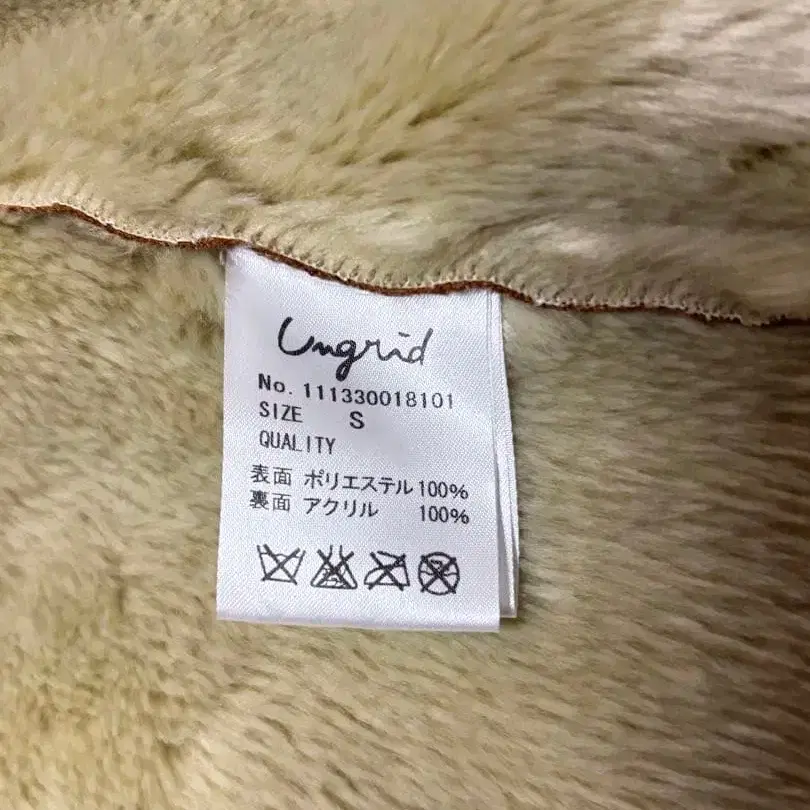 Ungrid
No. 111330018101
SIZE S
QUALITY
表面 ポリエステル 100%
裏面 アクリル 100%